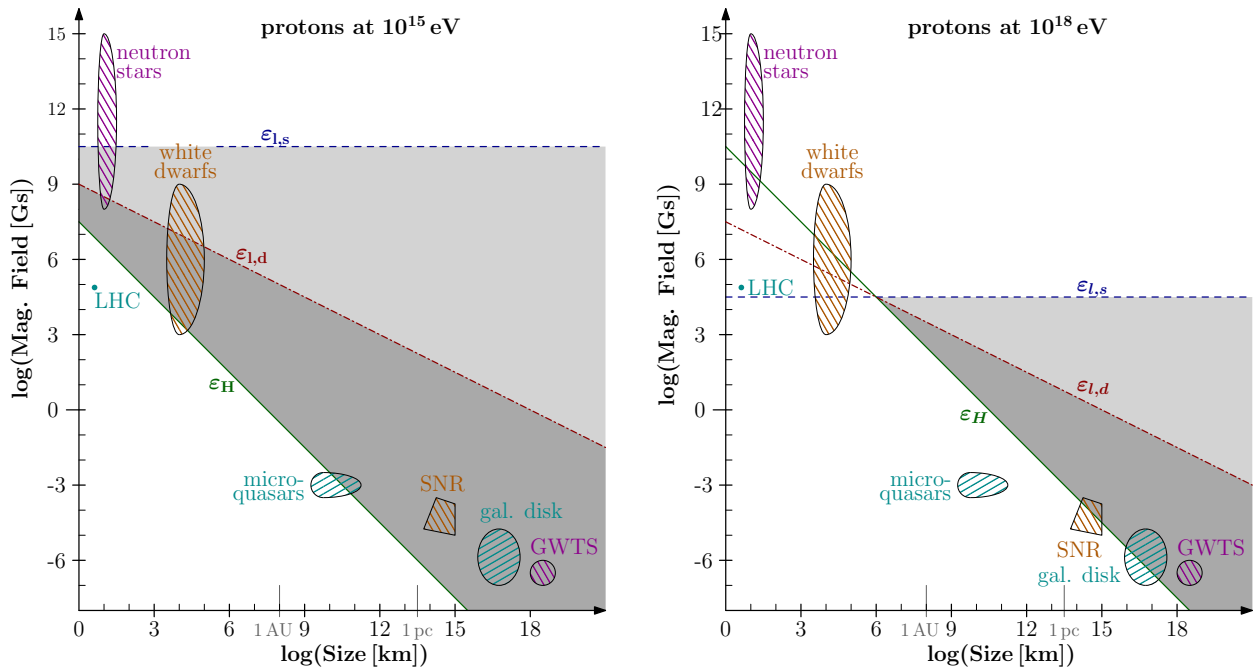 protons at 10¹⁵ eV
log(Mag. Field [Gs])
15
12
9
6
3
0
-3
-6
neutron
stars
ε_l,s
white
dwarfs
ε_l,d
LHC
ε_H
micro-
quasars
SNR
gal. disk
GWTS
0
3
6
1 AU
9
12
1 pc
15
18
log(Size [km])
protons at 10¹⁸ eV
log(Mag. Field [Gs])
15
12
9
6
3
0
-3
-6
neutron
stars
white
dwarfs
LHC
ε_l,s
ε_l,d
ε_H
micro-
quasars
SNR
gal. disk
GWTS
0
3
6
1 AU
9
12
1 pc
15
18
log(Size [km])